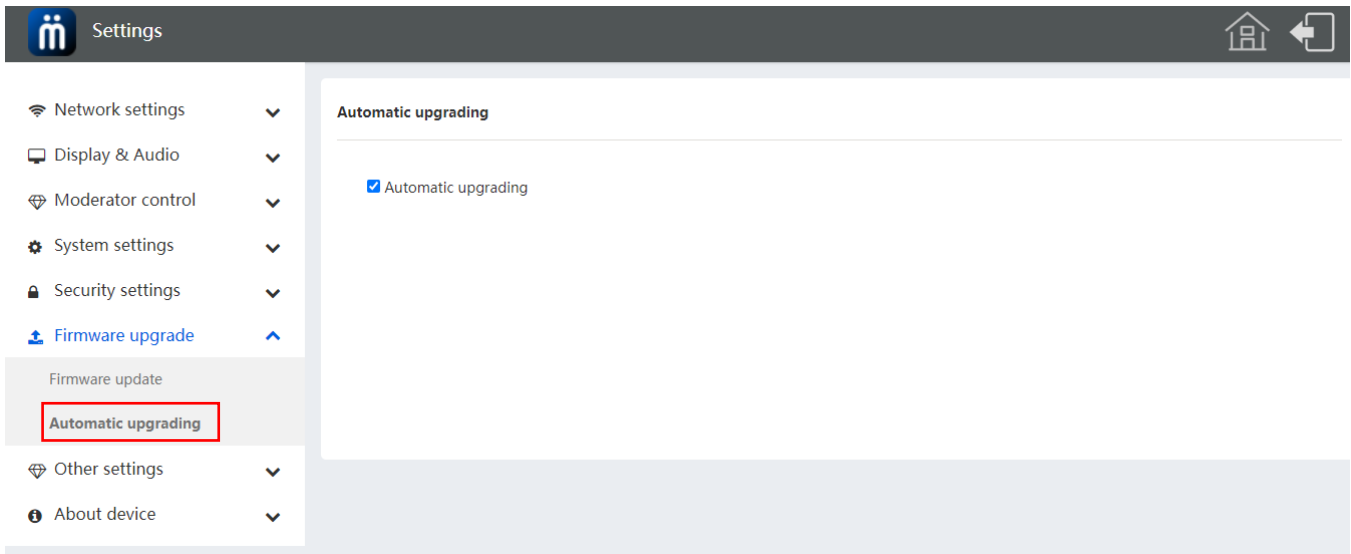 Settings
Network settings
Display & Audio
Moderator control
System settings
Security settings
Firmware upgrade
Firmware update
Automatic upgrading
Other settings
About device
Automatic upgrading
Automatic upgrading